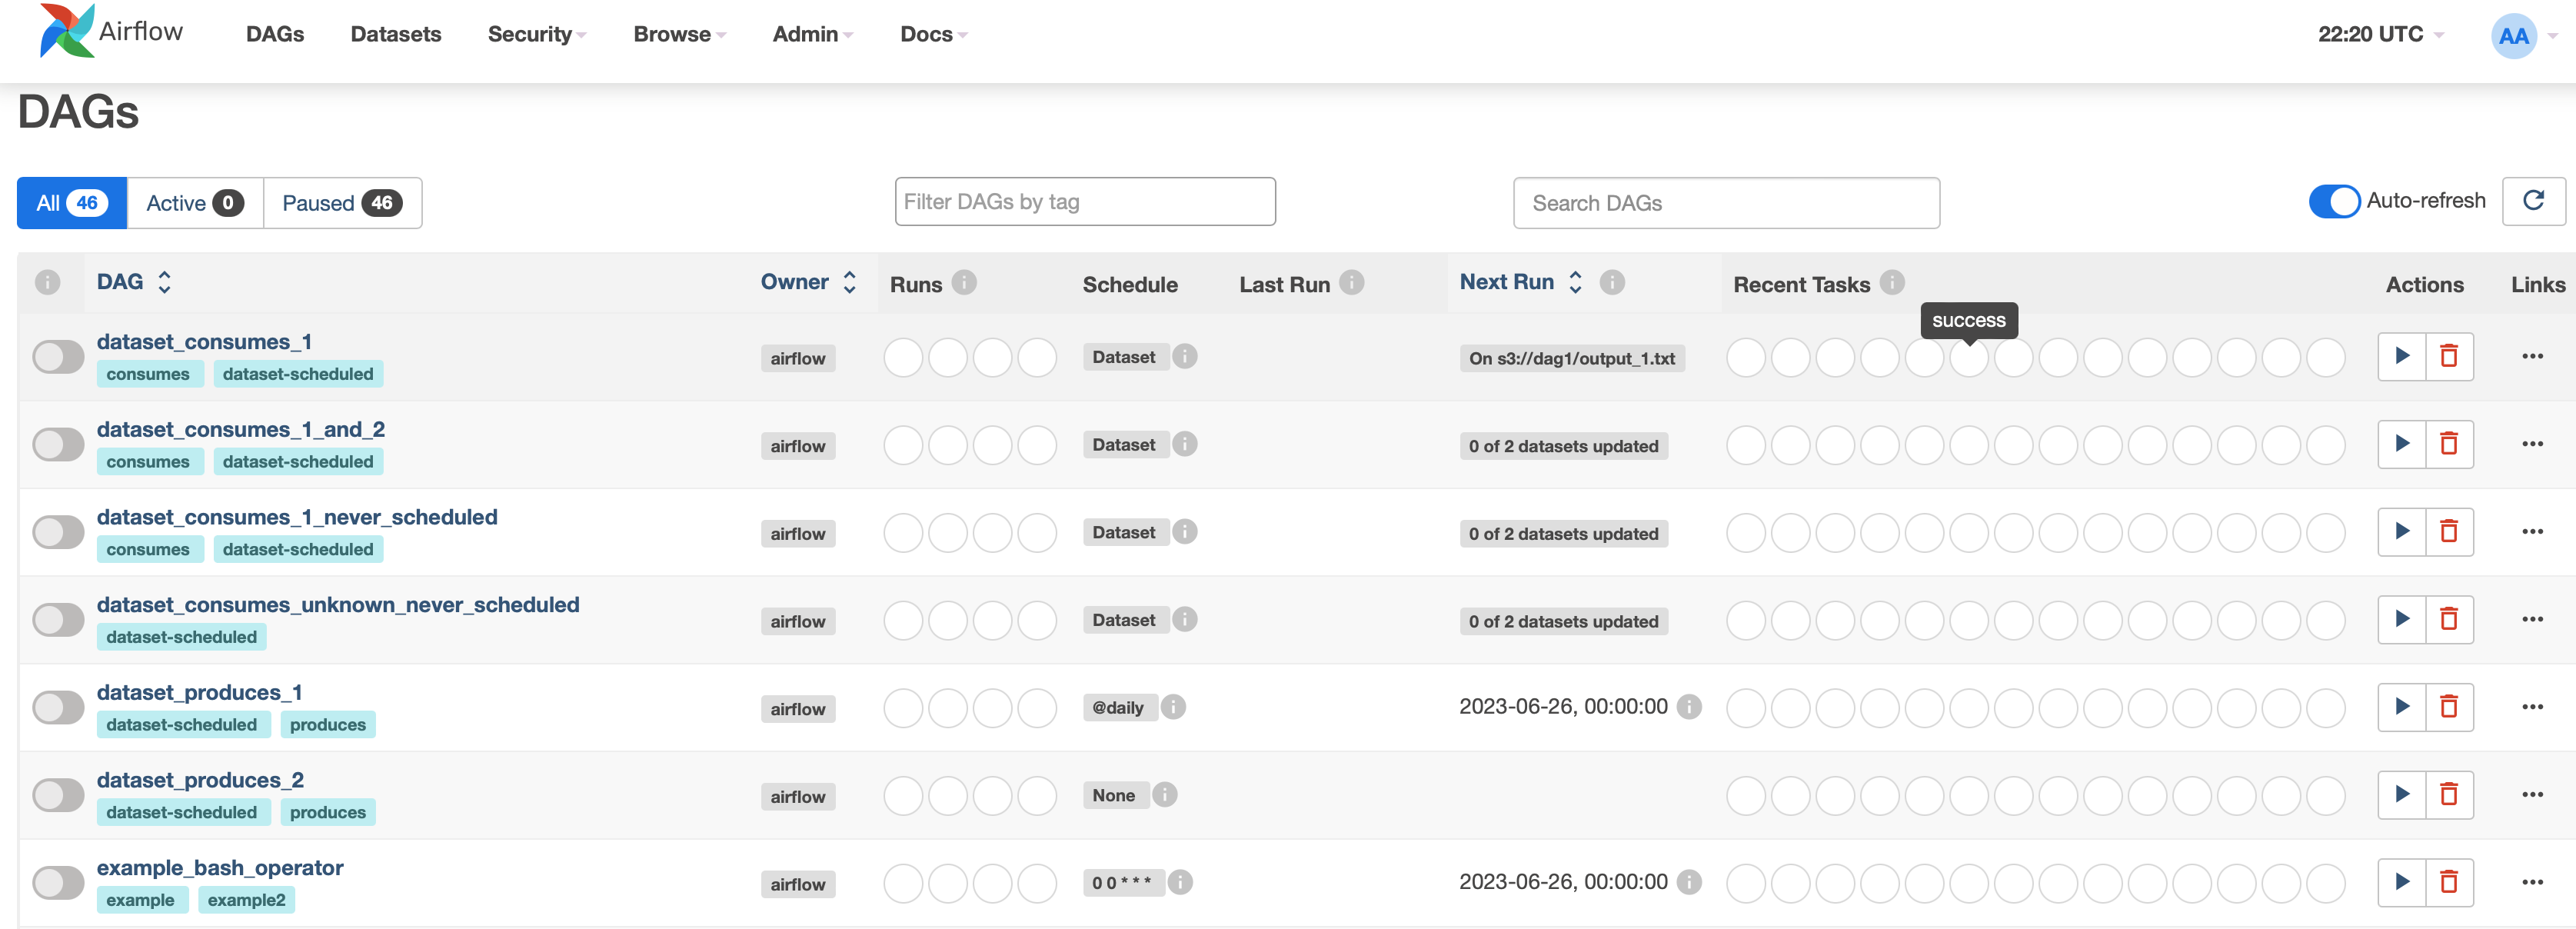 Airflow DAGs Datasets Security Browse Admin Docs 22:20 UTC AA
DAGs
All 46 Active 0 Paused 46 Filter DAGs by tag Search DAGs Auto-refresh
DAG Owner Runs Schedule Last Run Next Run Recent Tasks Actions Links
success
dataset_consumes_1
consumes dataset-scheduled airflow Dataset On s3://dag1/output_1.txt
dataset_consumes_1_and_2
consumes dataset-scheduled airflow Dataset 0 of 2 datasets updated
dataset_consumes_1_never_scheduled
consumes dataset-scheduled airflow Dataset 0 of 2 datasets updated
dataset_consumes_unknown_never_scheduled
dataset-scheduled airflow Dataset 0 of 2 datasets updated
dataset_produces_1
dataset-scheduled produces airflow @daily 2023-06-26, 00:00:00
dataset_produces_2
dataset-scheduled produces airflow None
example_bash_operator
example example2 airflow 0 0 * * * 2023-06-26, 00:00:00